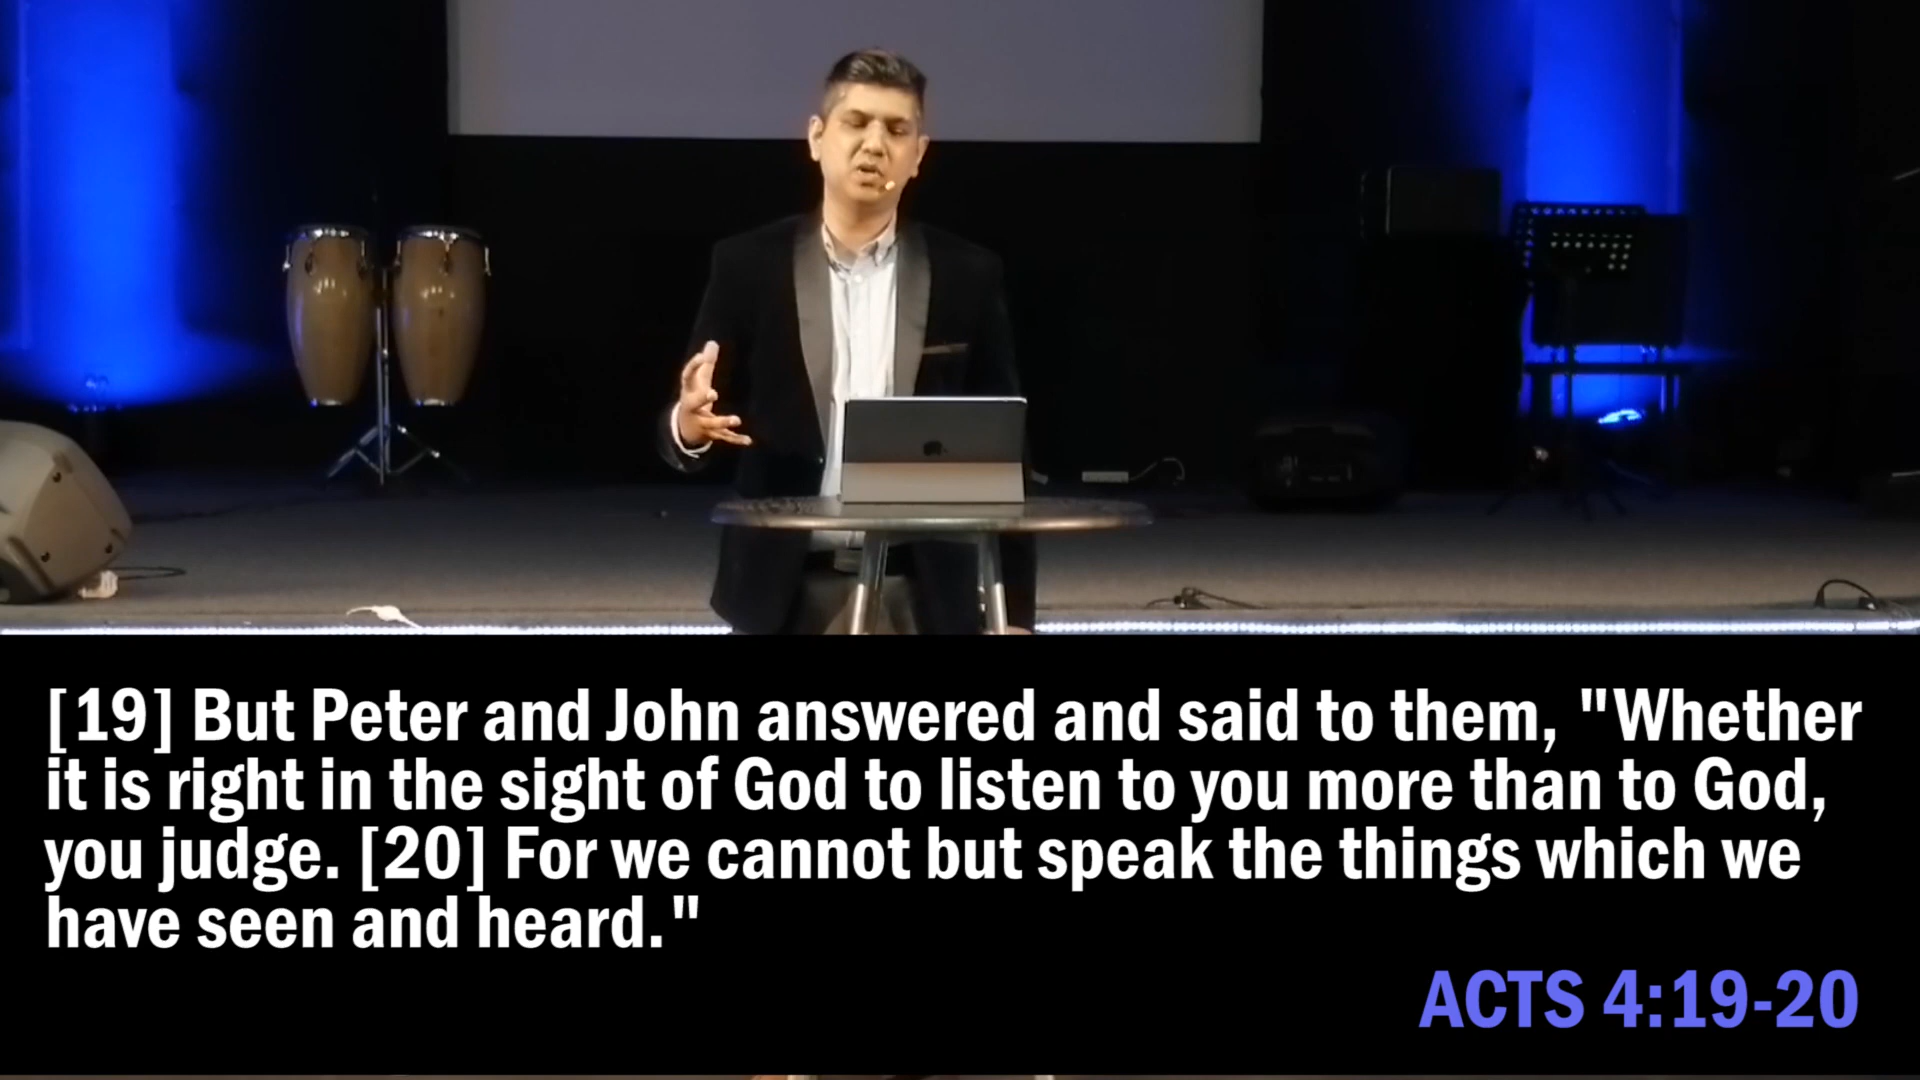 [19] But Peter and John answered and said to them, "Whether
it is right in the sight of God to listen to you more than to God,
you judge. [20] For we cannot but speak the things which we
have seen and heard."
ACTS 4:19-20